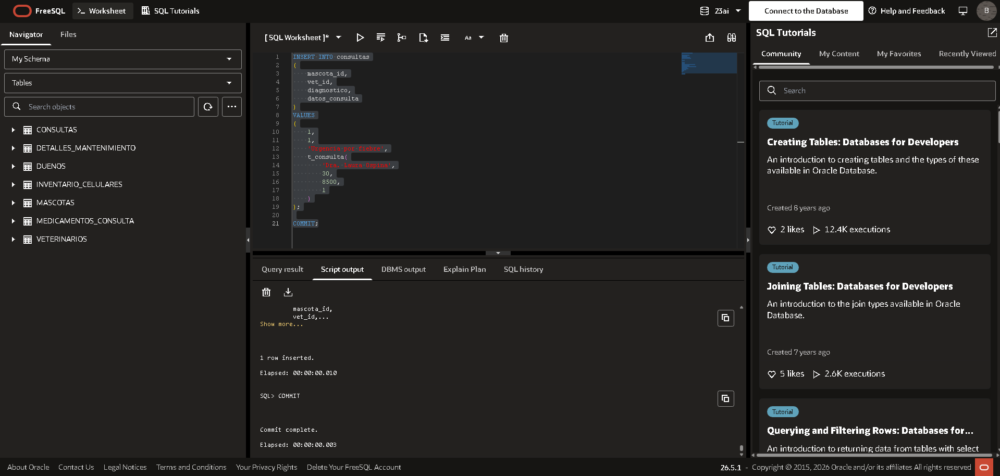 FreeSQL
Worksheet
SQL Tutorials
23ai
Connect to the Database
Help and Feedback
B
Navigator
Files
My Schema
Tables
Search objects
CONSULTAS
DETALLES_MANTENIMIENTO
DUENOS
INVENTARIO_CELULARES
MASCOTAS
MEDICAMENTOS_CONSULTA
VETERINARIOS
[ SQL Worksheet ]*
Aa
1 INSERT INTO consultas
2 (
3 mascota_id,
4 vet_id,
5 diagnostico,
6 datos_consulta
7 )
8 VALUES
9 (
10 1,
11 1,
12 'Urgencia por fiebre',
13 t_consulta(
14 'Dra. Laura Ospina',
15 30,
16 8500,
17 1
18 )
19 );
20
21 COMMIT;
Query result
Script output
DBMS output
Explain Plan
SQL history
mascota_id,
vet_id,...
Show more...
1 row inserted.
Elapsed: 00:00:00.010
SQL> COMMIT
Commit complete.
Elapsed: 00:00:00.003
SQL Tutorials
Community
My Content
My Favorites
Recently Viewed
Search
Tutorial
Creating Tables: Databases for Developers
An introduction to creating tables and the types of these
available in Oracle Database.
Created 8 years ago
2 likes
12.4K executions
Tutorial
Joining Tables: Databases for Developers
An introduction to the join types available in Oracle
Database.
Created 7 years ago
5 likes
2.6K executions
Tutorial
Querying and Filtering Rows: Databases for...
An introduction to returning data from tables with select
About Oracle
Contact Us
Legal Notices
Terms and Conditions
Your Privacy Rights
Delete Your FreeSQL Account
26.5.1 - Copyright © 2015, 2026 Oracle and/or its affiliates All rights reserved